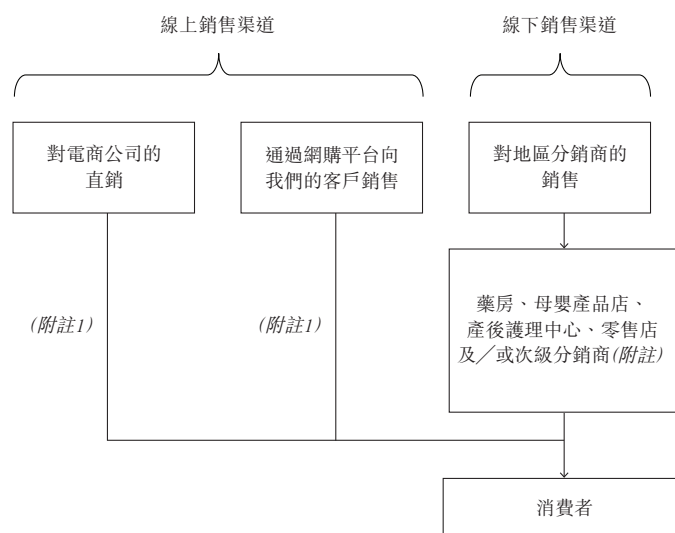 線上銷售渠道
線下銷售渠道
對電商公司的
直銷
通過網購平台向
我們的客戶銷售
對地區分銷商的
銷售
(附註1)
(附註1)
藥房、母嬰產品店、
產後護理中心、零售店
及／或次級分銷商(附註)
消費者